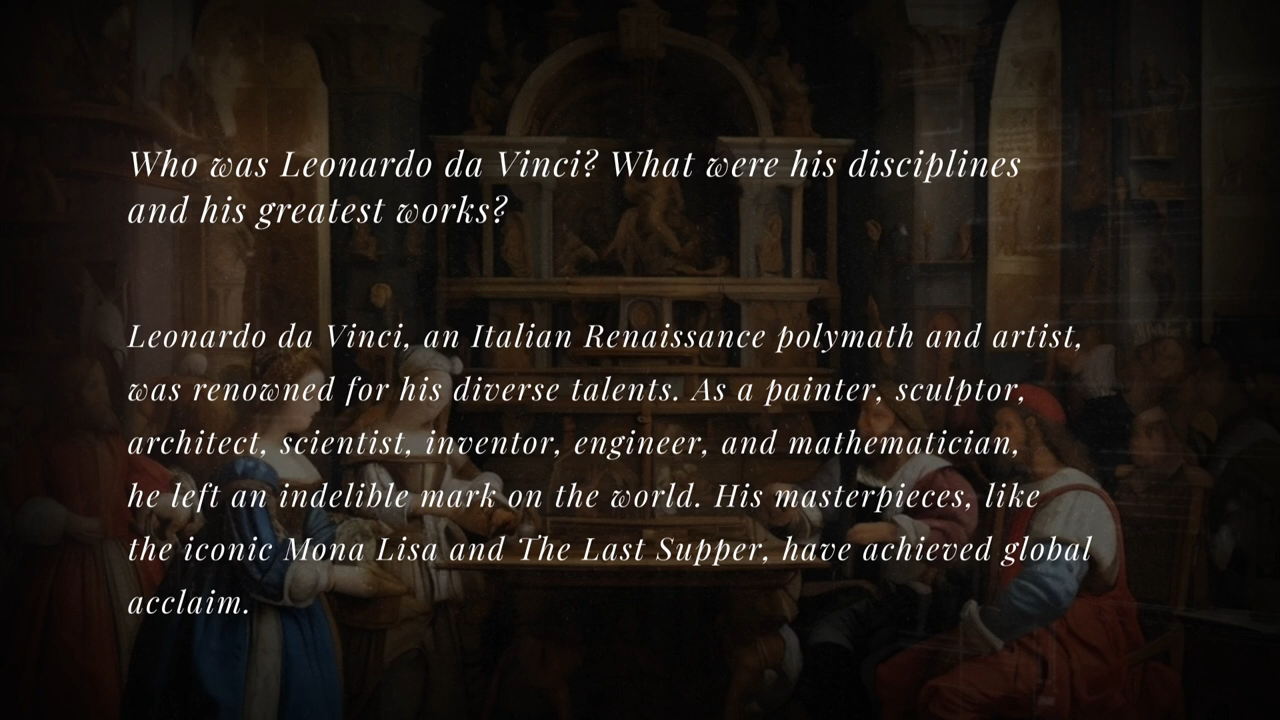 Who was Leonardo da Vinci? What were his disciplines
and his greatest works?
Leonardo da Vinci, an Italian Renaissance polymath and artist,
was renowned for his diverse talents. As a painter, sculptor,
architect, scientist, inventor, engineer, and mathematician,
he left an indelible mark on the world. His masterpieces, like
the iconic Mona Lisa and The Last Supper, have achieved global
acclaim.